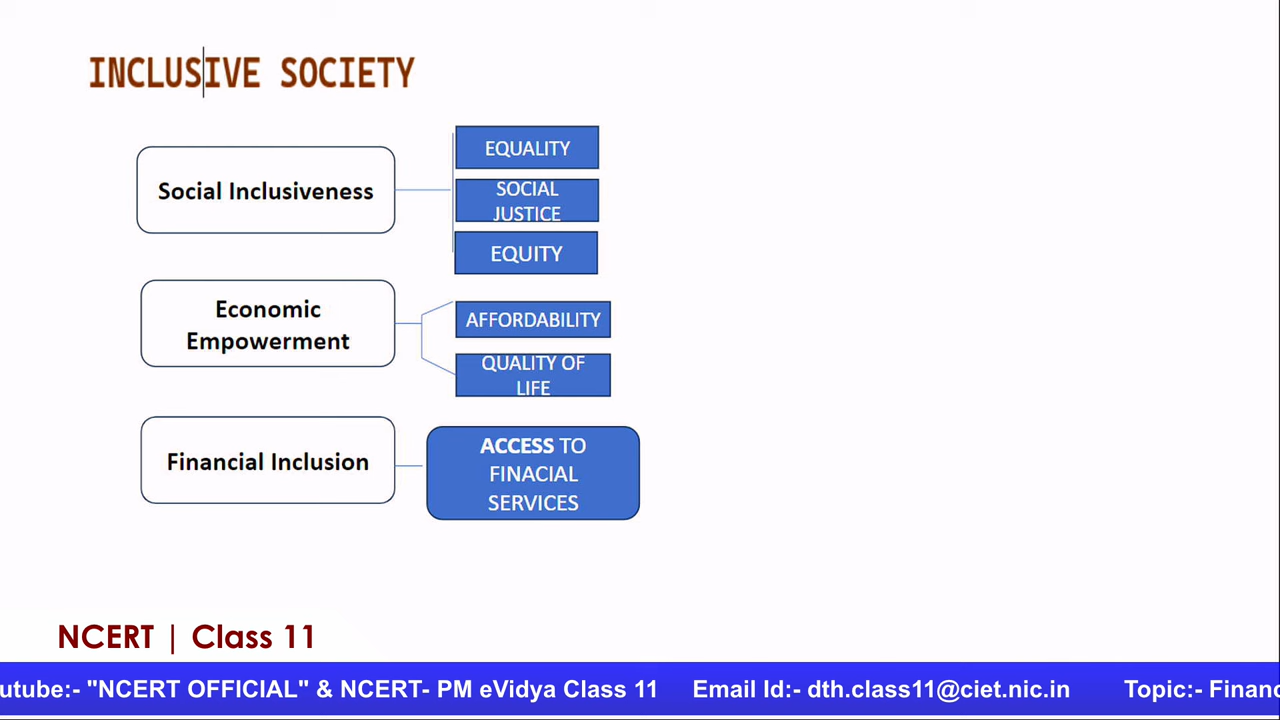 INCLUSIVE SOCIETY
Social Inclusiveness
EQUALITY
SOCIAL
JUSTICE
EQUITY
Economic
Empowerment
AFFORDABILITY
QUALITY OF
LIFE
Financial Inclusion
ACCESS TO
FINACIAL
SERVICES
NCERT | Class 11
utube:- "NCERT OFFICIAL" & NCERT- PM eVidya Class 11 Email Id:- dth.class11@ciet.nic.in Topic:- Financ